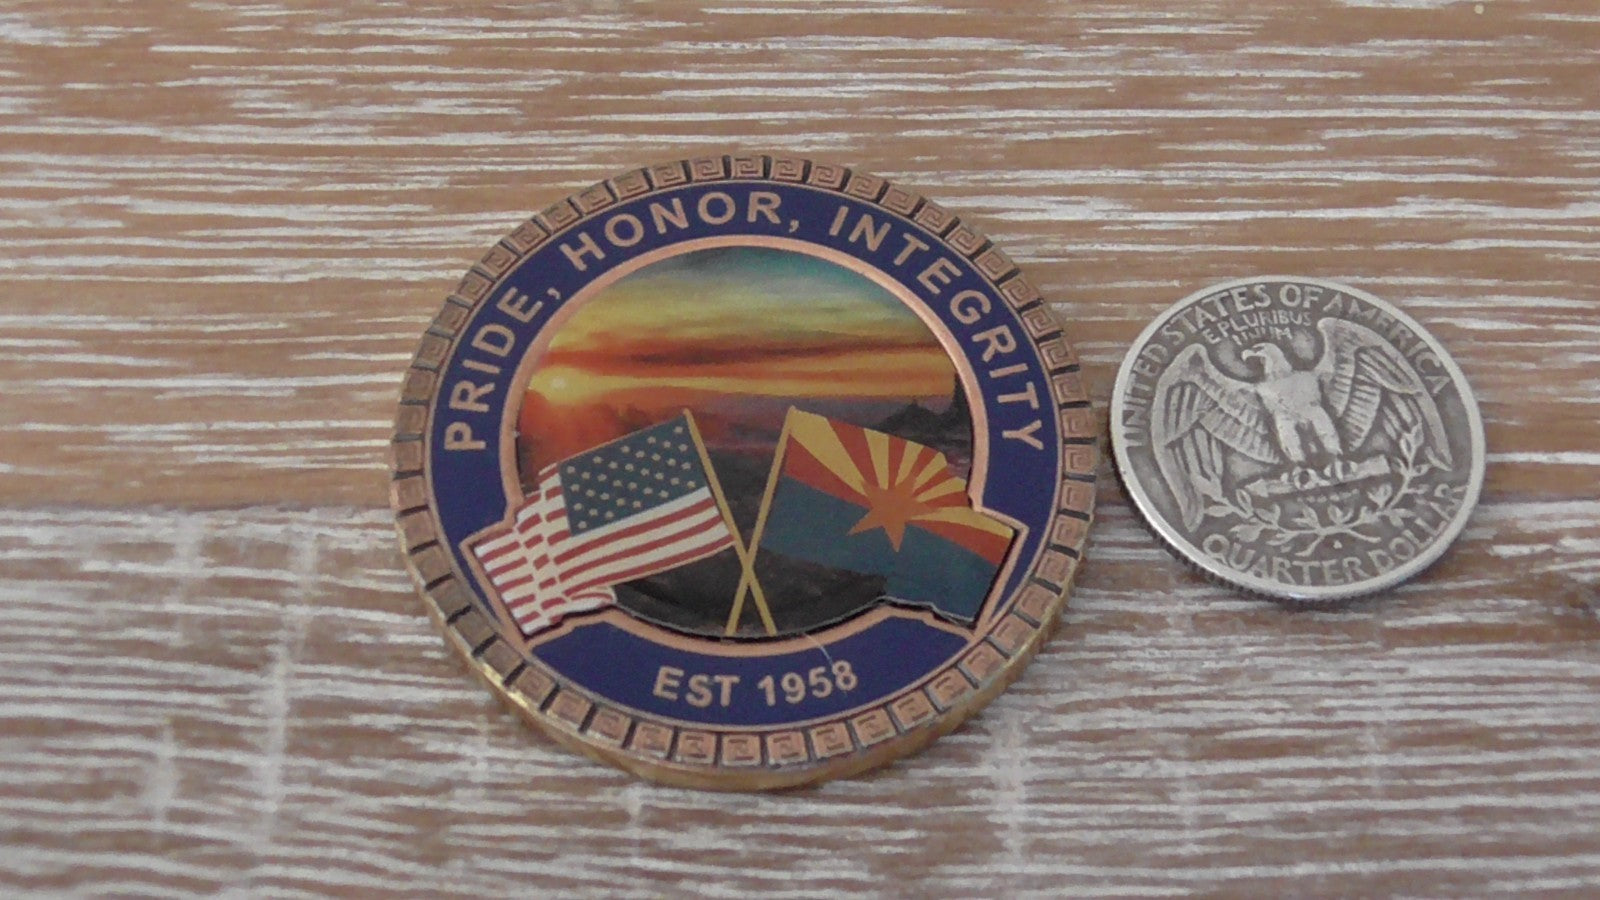 PRIDE, HONOR, INTEGRITY
EST 1958
UNITED STATES OF AMERICA
E PLURIBUS
UNUM
QUARTER DOLLAR